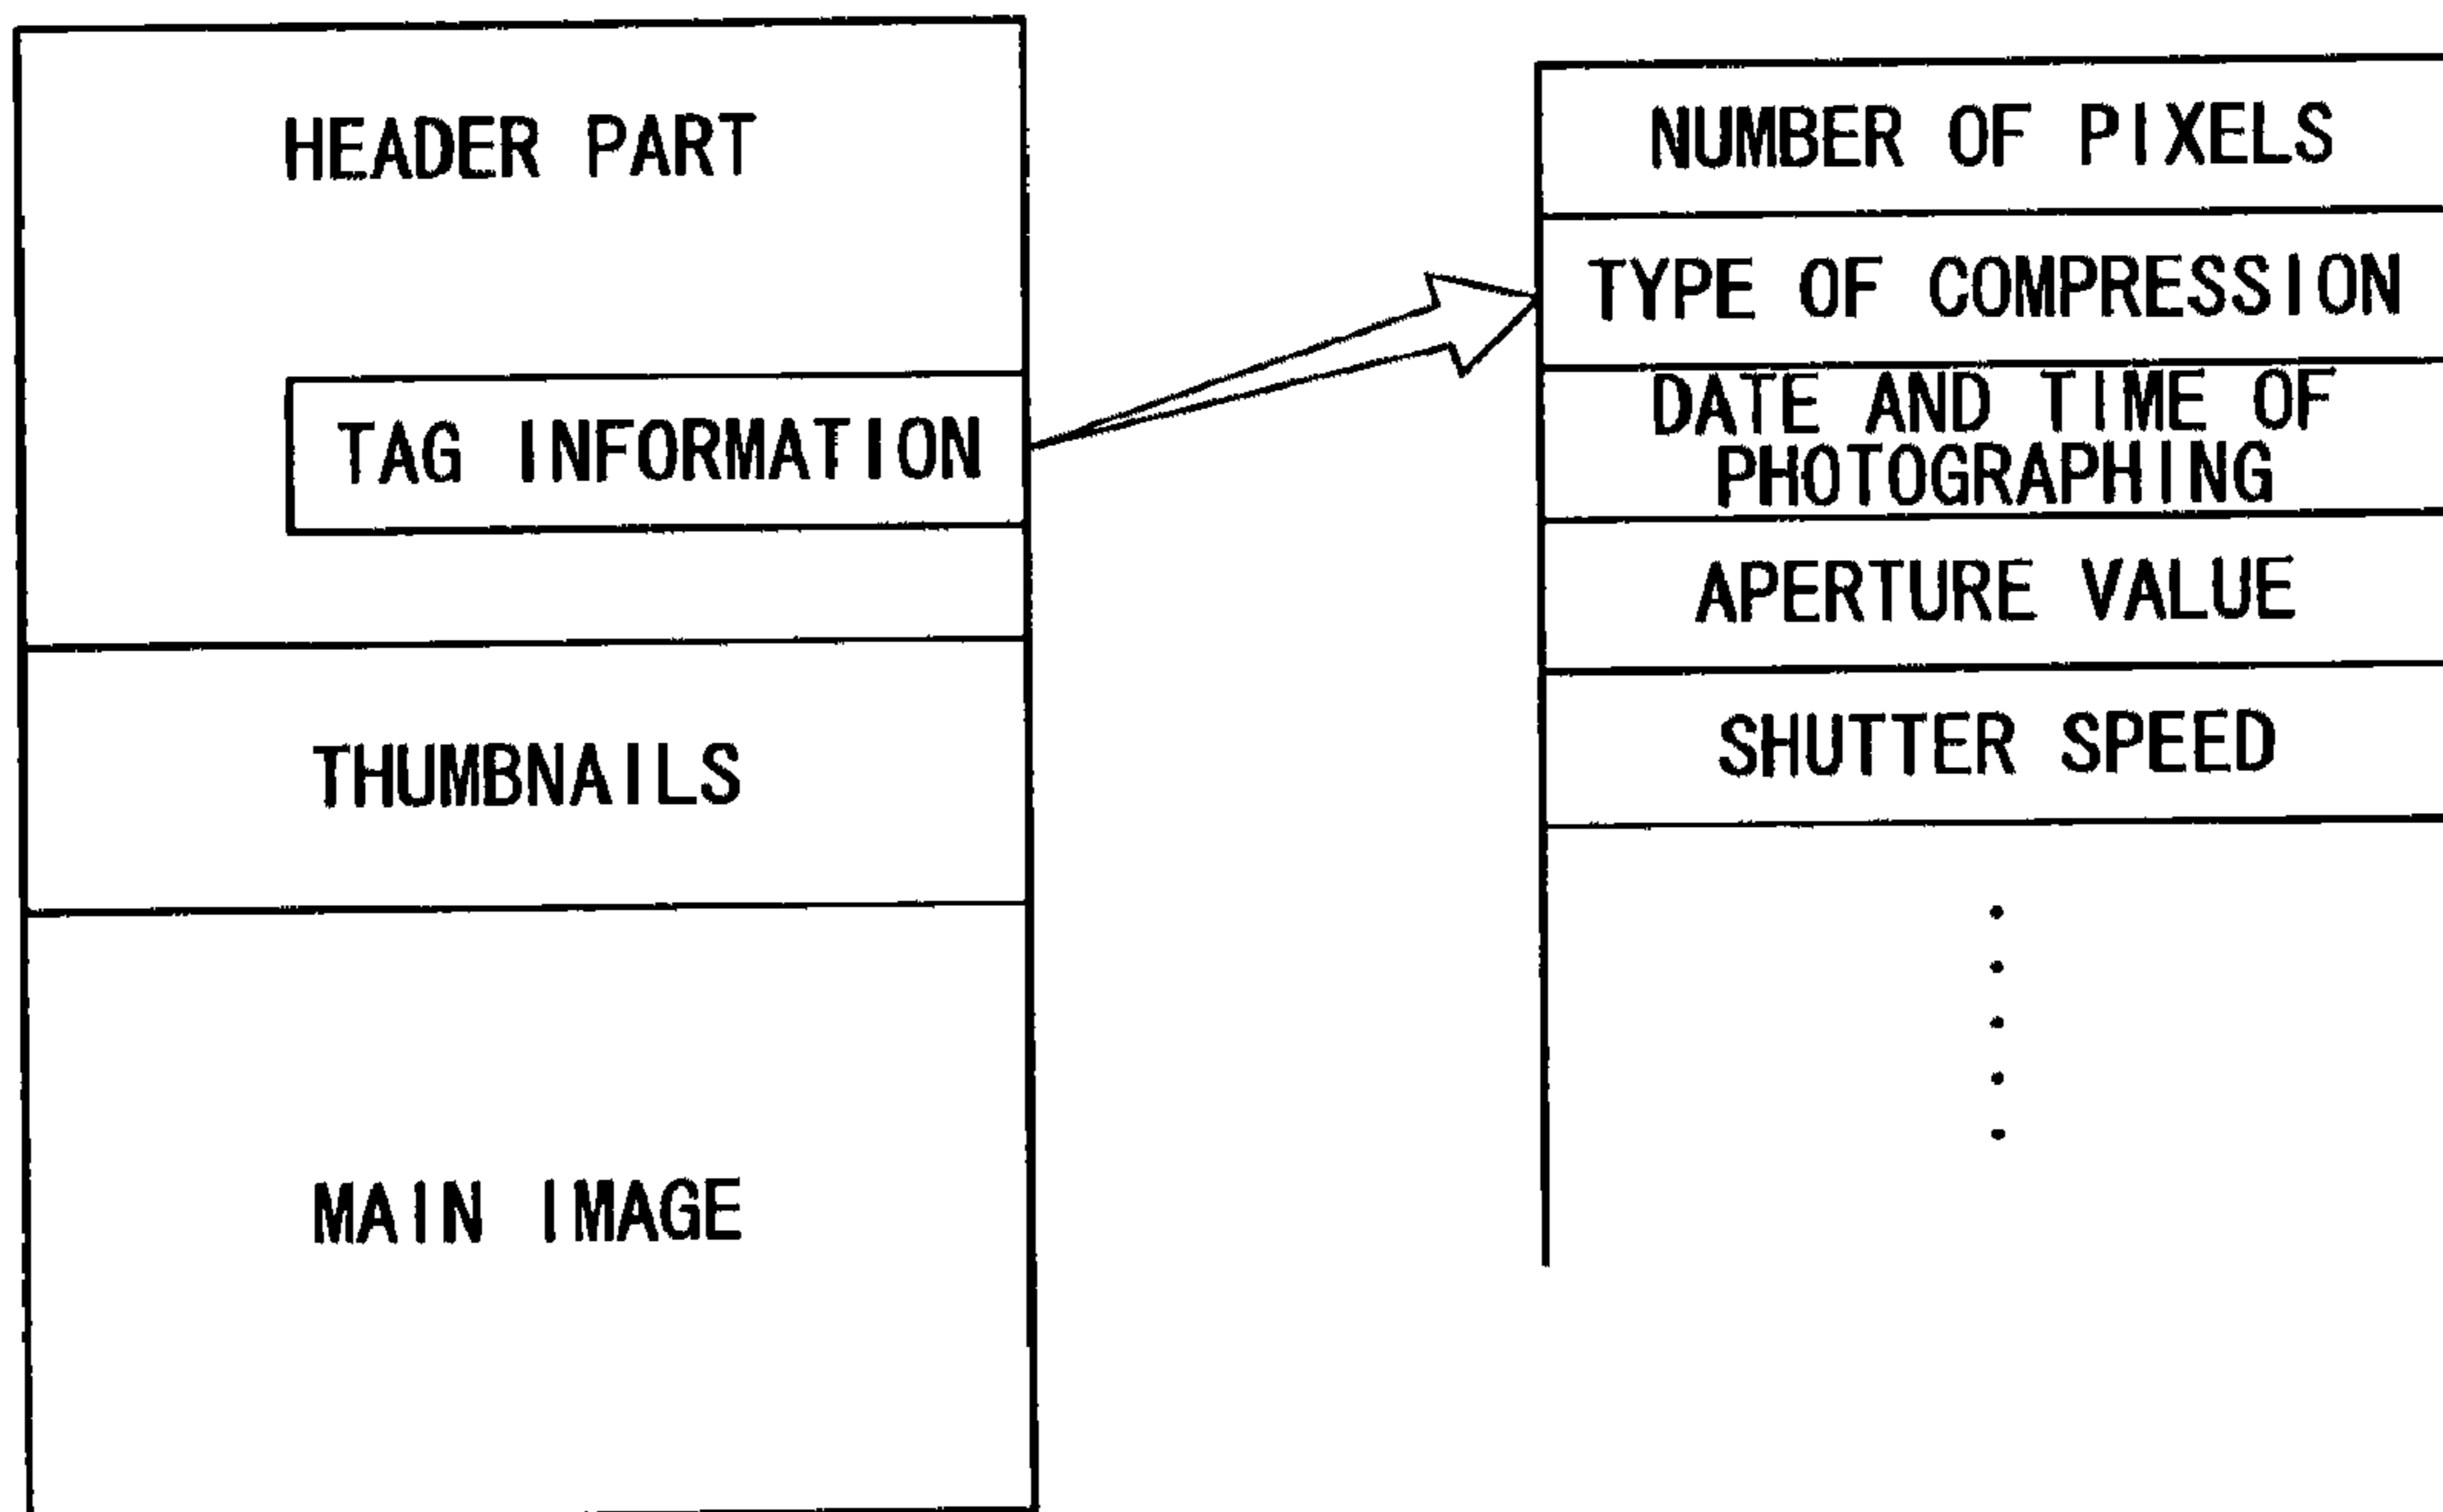 HEADER PART
TAG INFORMATION
THUMBNAILS
MAIN IMAGE
NUMBER OF PIXELS
TYPE OF COMPRESSION
DATE AND TIME OF
PHOTOGRAPHING
APERTURE VALUE
SHUTTER SPEED